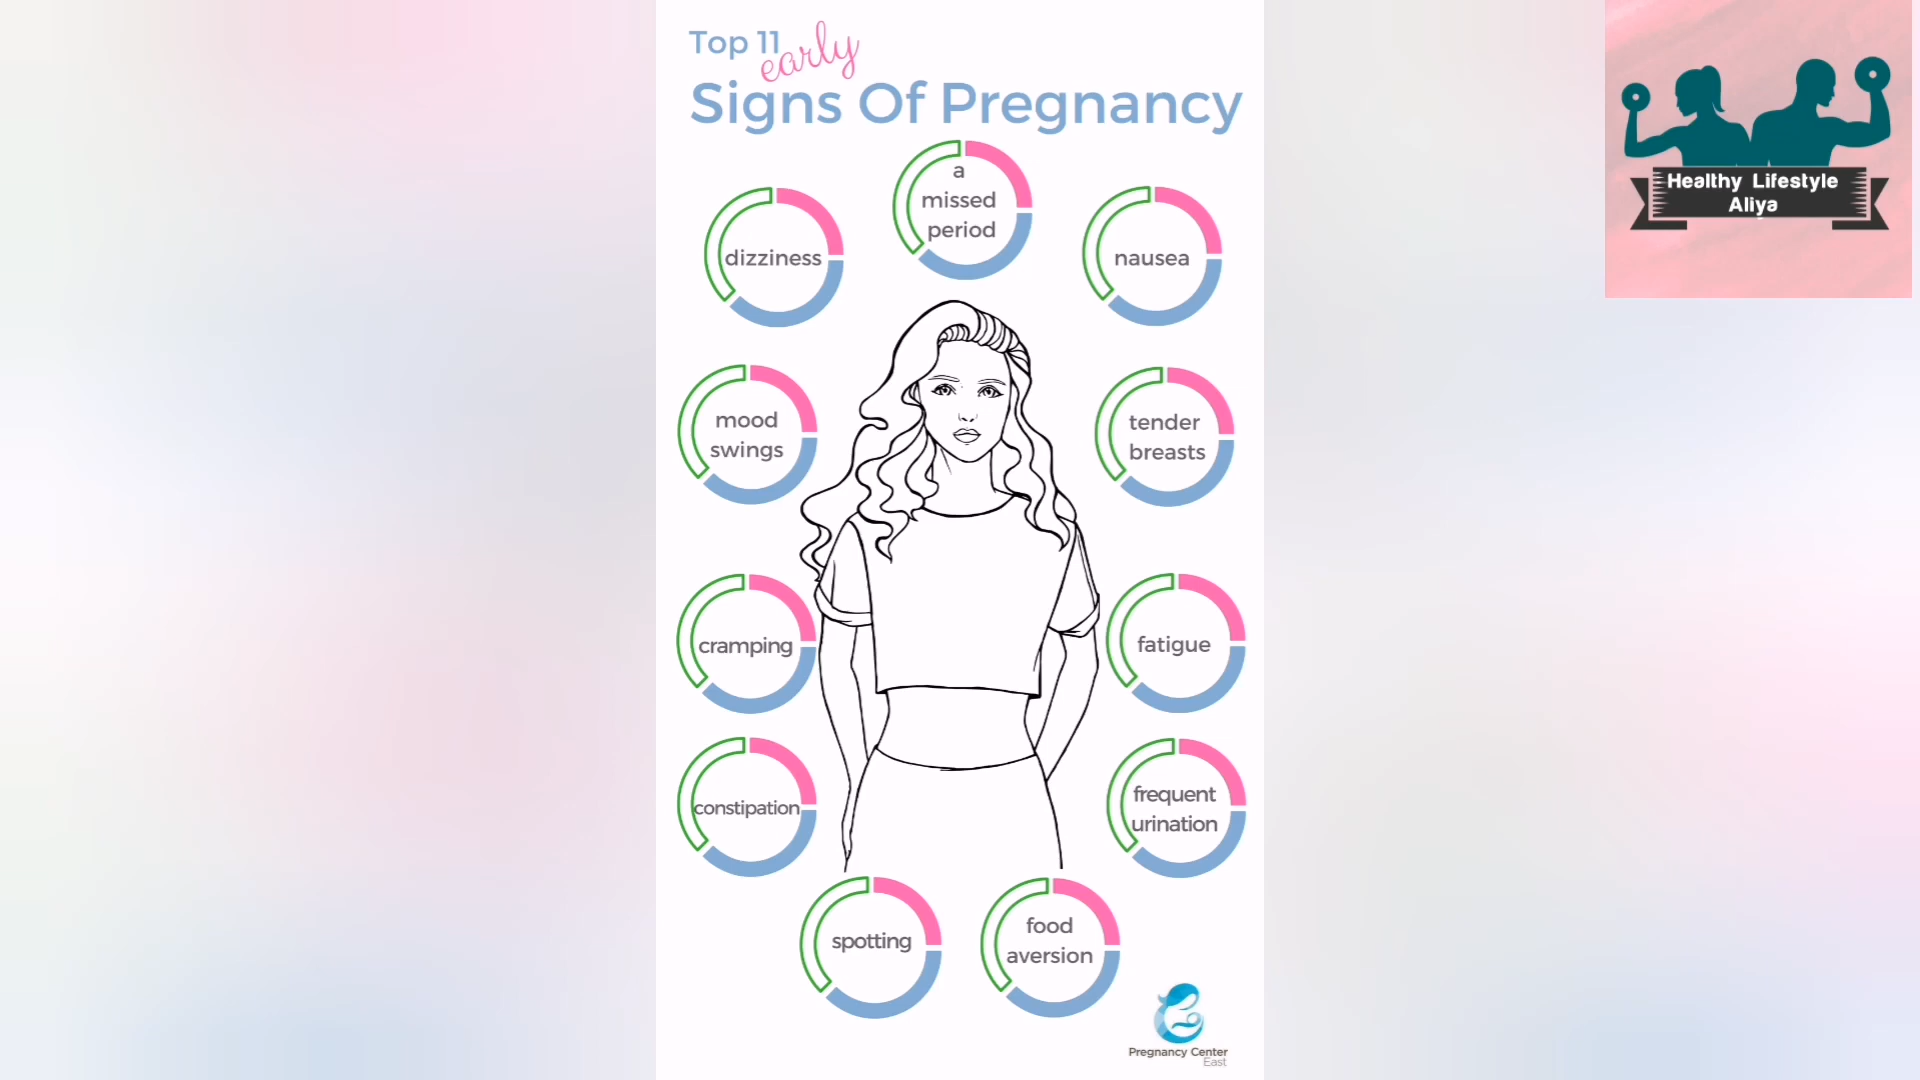 Top 11
early
Signs Of Pregnancy
a
missed
period
dizziness
nausea
mood
swings
tender
breasts
cramping
fatigue
constipation
frequent
urination
spotting
food
aversion
Pregnancy Center
East
Healthy Lifestyle
Aliya